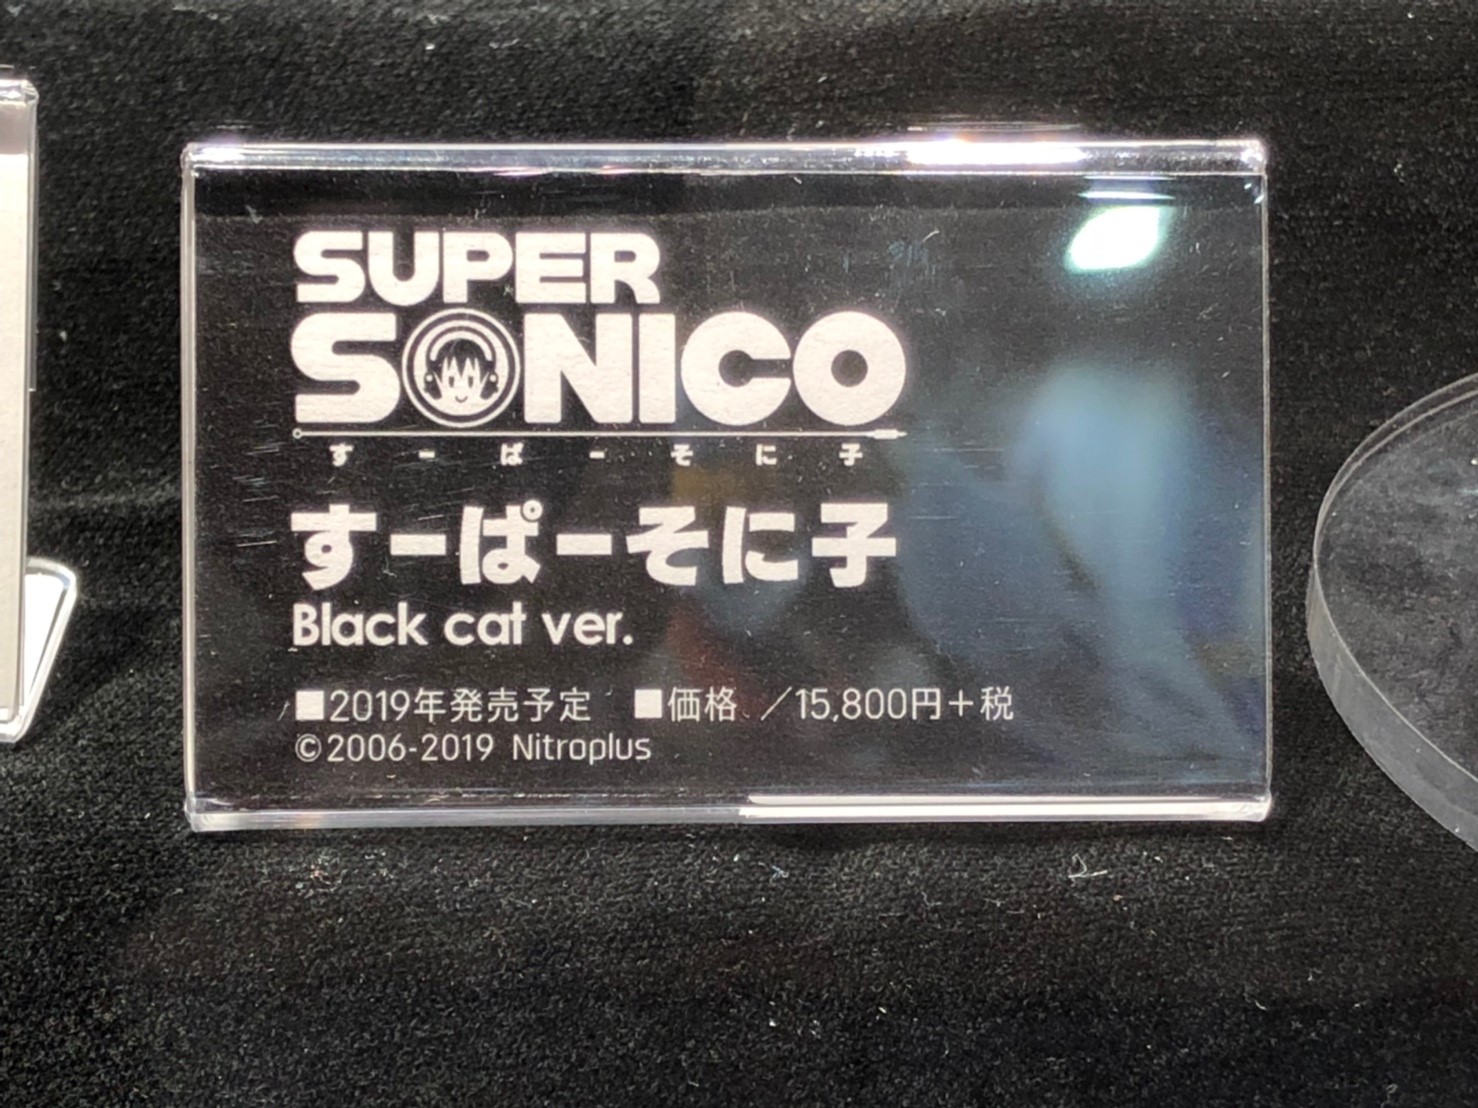 SUPER
SONICO
すーぱーそに子
すーぱーそに子
Black cat ver.
■2019年発売予定　■価格 ／15,800円＋税
©2006-2019 Nitroplus